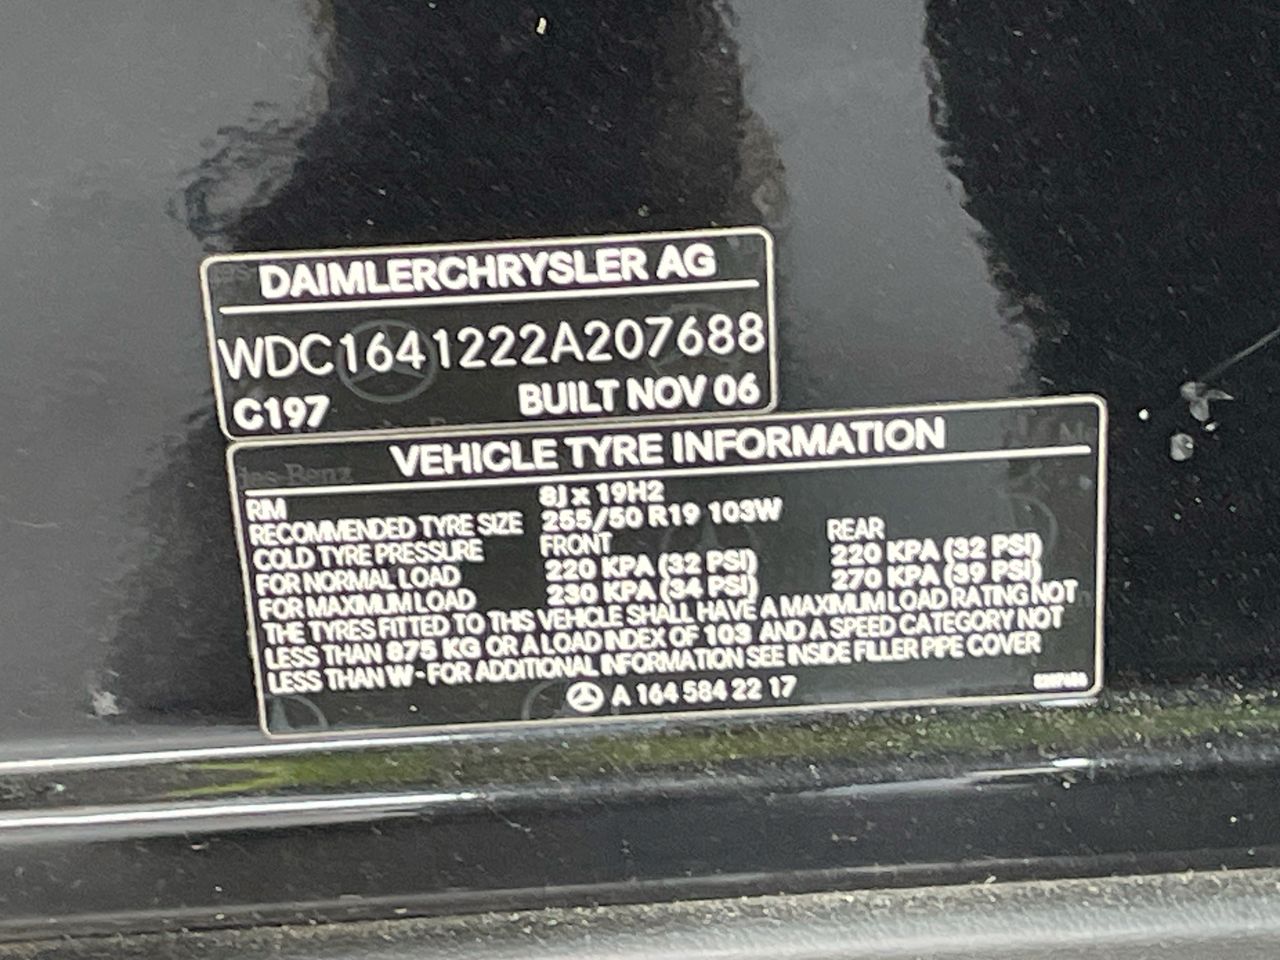 DAIMLERCHRYSLER AG
WDC1641222A207688
C197 BUILT NOV 06
VEHICLE TYRE INFORMATION
RIM 8J x 19H2
RECOMMENDED TYRE SIZE 255/50 R19 103W
COLD TYRE PRESSURE FRONT REAR
FOR NORMAL LOAD 220 KPA (32 PSI) 220 KPA (32 PSI)
FOR MAXIMUM LOAD 230 KPA (34 PSI) 270 KPA (39 PSI)
THE TYRES FITTED TO THIS VEHICLE SHALL HAVE A MAXIMUM LOAD RATING NOT
LESS THAN 875 KG OR A LOAD INDEX OF 103 AND A SPEED CATEGORY NOT
LESS THAN W - FOR ADDITIONAL INFORMATION SEE INSIDE FILLER PIPE COVER
A 164 584 22 17